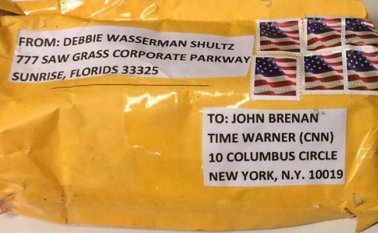 FROM: DEBBIE WASSERMAN SHULTZ
777 SAW GRASS CORPORATE PARKWAY
SUNRISE, FLORIDS 33325
TO: JOHN BRENAN
TIME WARNER (CNN)
10 COLUMBUS CIRCLE
NEW YORK, N.Y. 10019